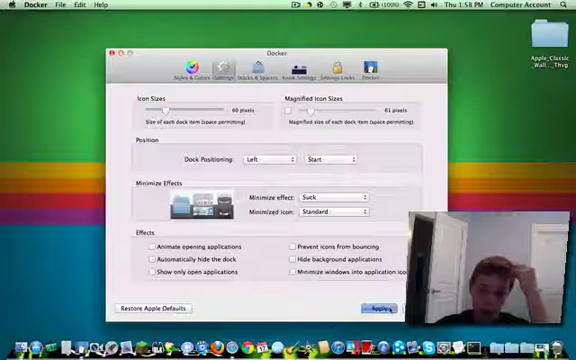 Docker File Edit Help (100%) Thu 1:58 PM Computer Account
Docker
Styles & Colors Settings Stacks & Spaces Settings Locks Docker
Apple_Classic
_Wall..._Thvg
Icon Sizes Magnified Icon Sizes
60 pixels 61 pixels
Size of each dock item (space permitting) Magnified size of each dock item (space permitting)
Position
Dock Positioning: Left Start
Minimize Effects
Minimize effect: Suck
Minimized icon: Standard
Effects
Animate opening applications Prevent icons from bouncing
Automatically hide the dock Hide background applications
Show only open applications Minimize windows into application
Restore Apple Defaults Apply